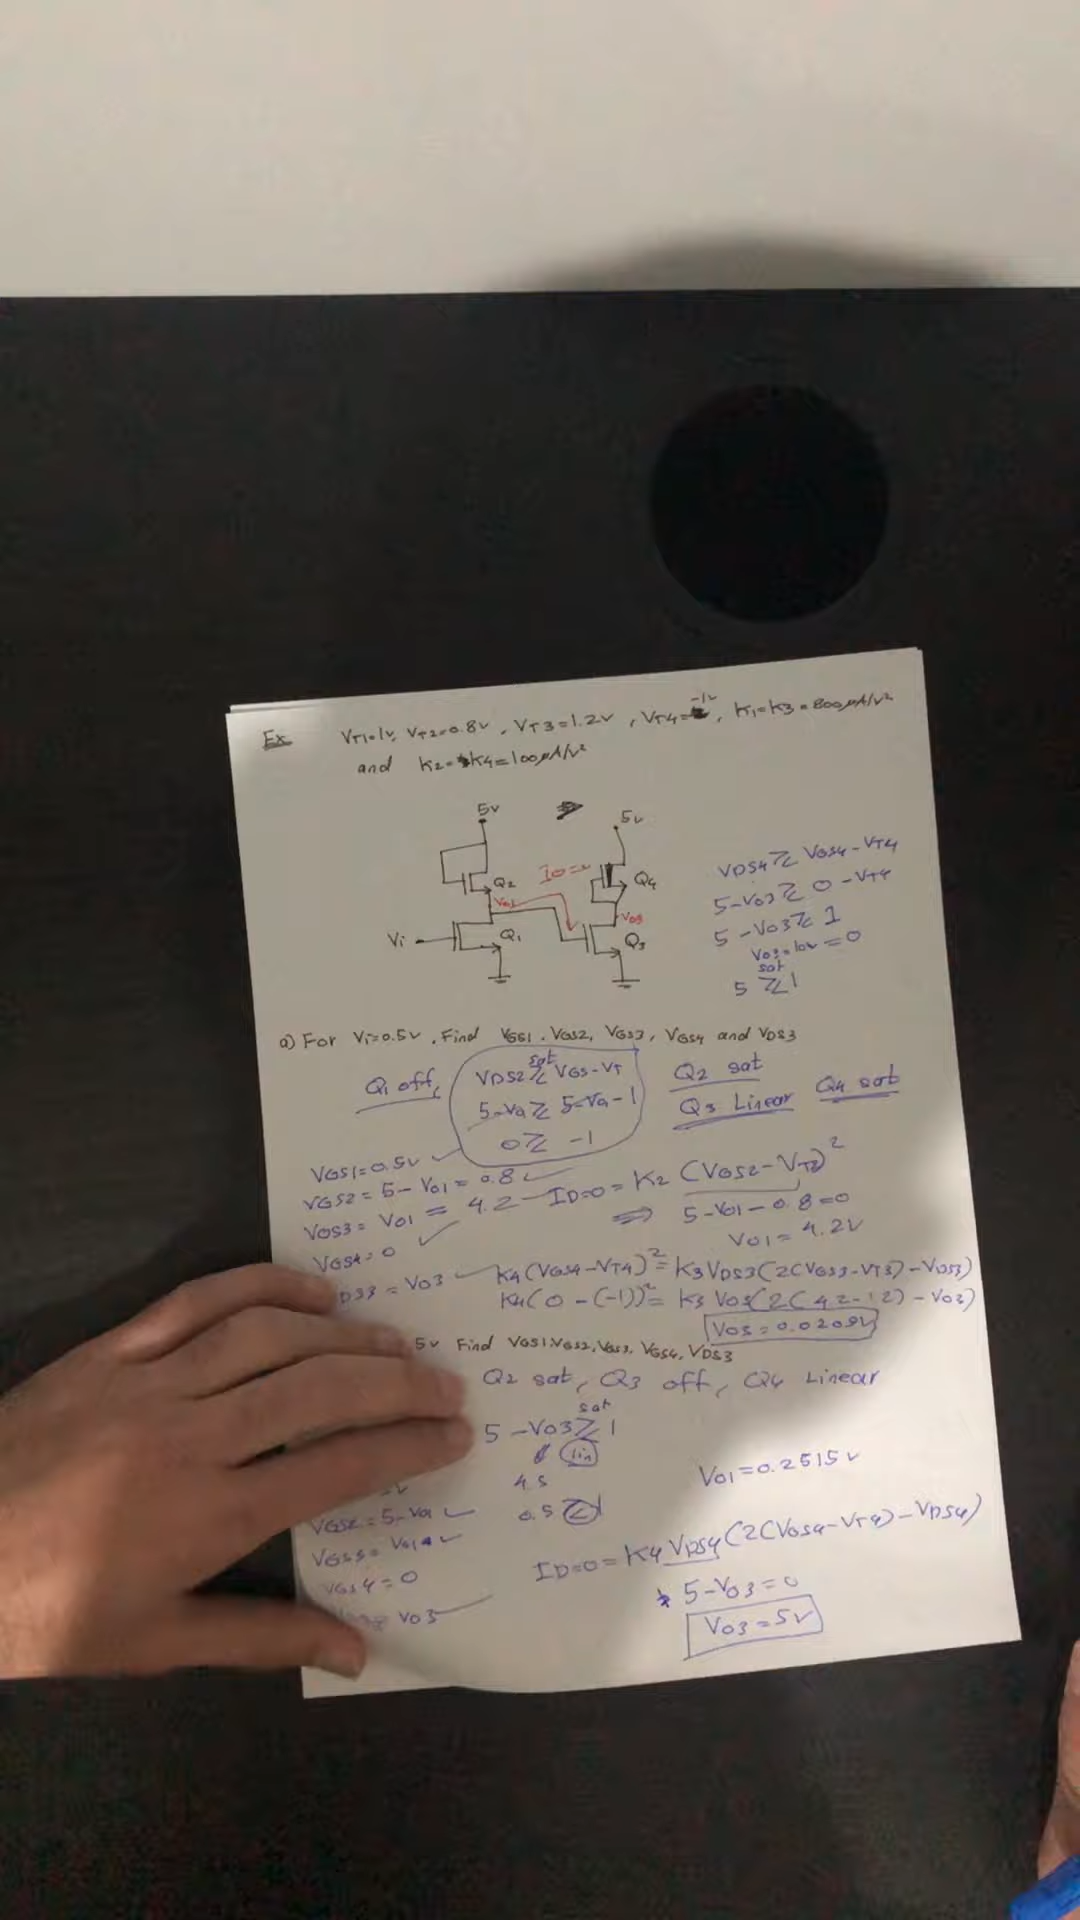 Ex VT1=1v, VT2=0.8v, VT3=1.2v, VT4=-1v, K1=K3=800μA/V²
and K2=K4=100μA/V²
5v
5v
Q2
ID=
Q4
Vo1
Vo3
Vi
Q1
Q3
VDS4 ≥ VGS4-VT4
5-Vo3 ≥ 0-VT4
5-Vo3 ≥ 1
Vo3=low=0
sat
5 ≥ 1
a) For Vi=0.5v, Find VGS1, VGS2, VGS3, VGS4 and VDS3
Q1 off,
sat
VDS2 ≥ VGS-VT
5-Vo1 ≥ 5-Vo1-1
0 ≥ -1
Q2 sat
Q3 Linear
Q4 sat
VGS1=0.5v ✓
VGS2=5-Vo1=0.8 ✓
VGS3=Vo1=4.2
VGS4=0 ✓
DS3=Vo3 ✓
ID=0=K2(VGS2-VT2)²
⇒ 5-Vo1-0.8=0
Vo1=4.2V
K4(VGS4-VT4)²=K3VDS3(2(VGS3-VT3)-VDS3)
K4(0-(-1))²=K3 Vo3(2(4.2-1.2)-Vo3)
Vo3=0.0209V
5v Find VGS1, VGS2, VGS3, VGS4, VDS3
Q2 sat, Q3 off, Q4 Linear
sat
5-Vo3 ≥ 1
lin
4.5
0.5 ≥ 1
Vo1=0.2515v
VGS2=5-Vo1 ✓
VGS3=Vo1 ✓
VGS4=0
Vo3
ID=0=K4 VDS4(2(VGS4-VT4)-VDS4)
5-Vo3=0
Vo3=5v